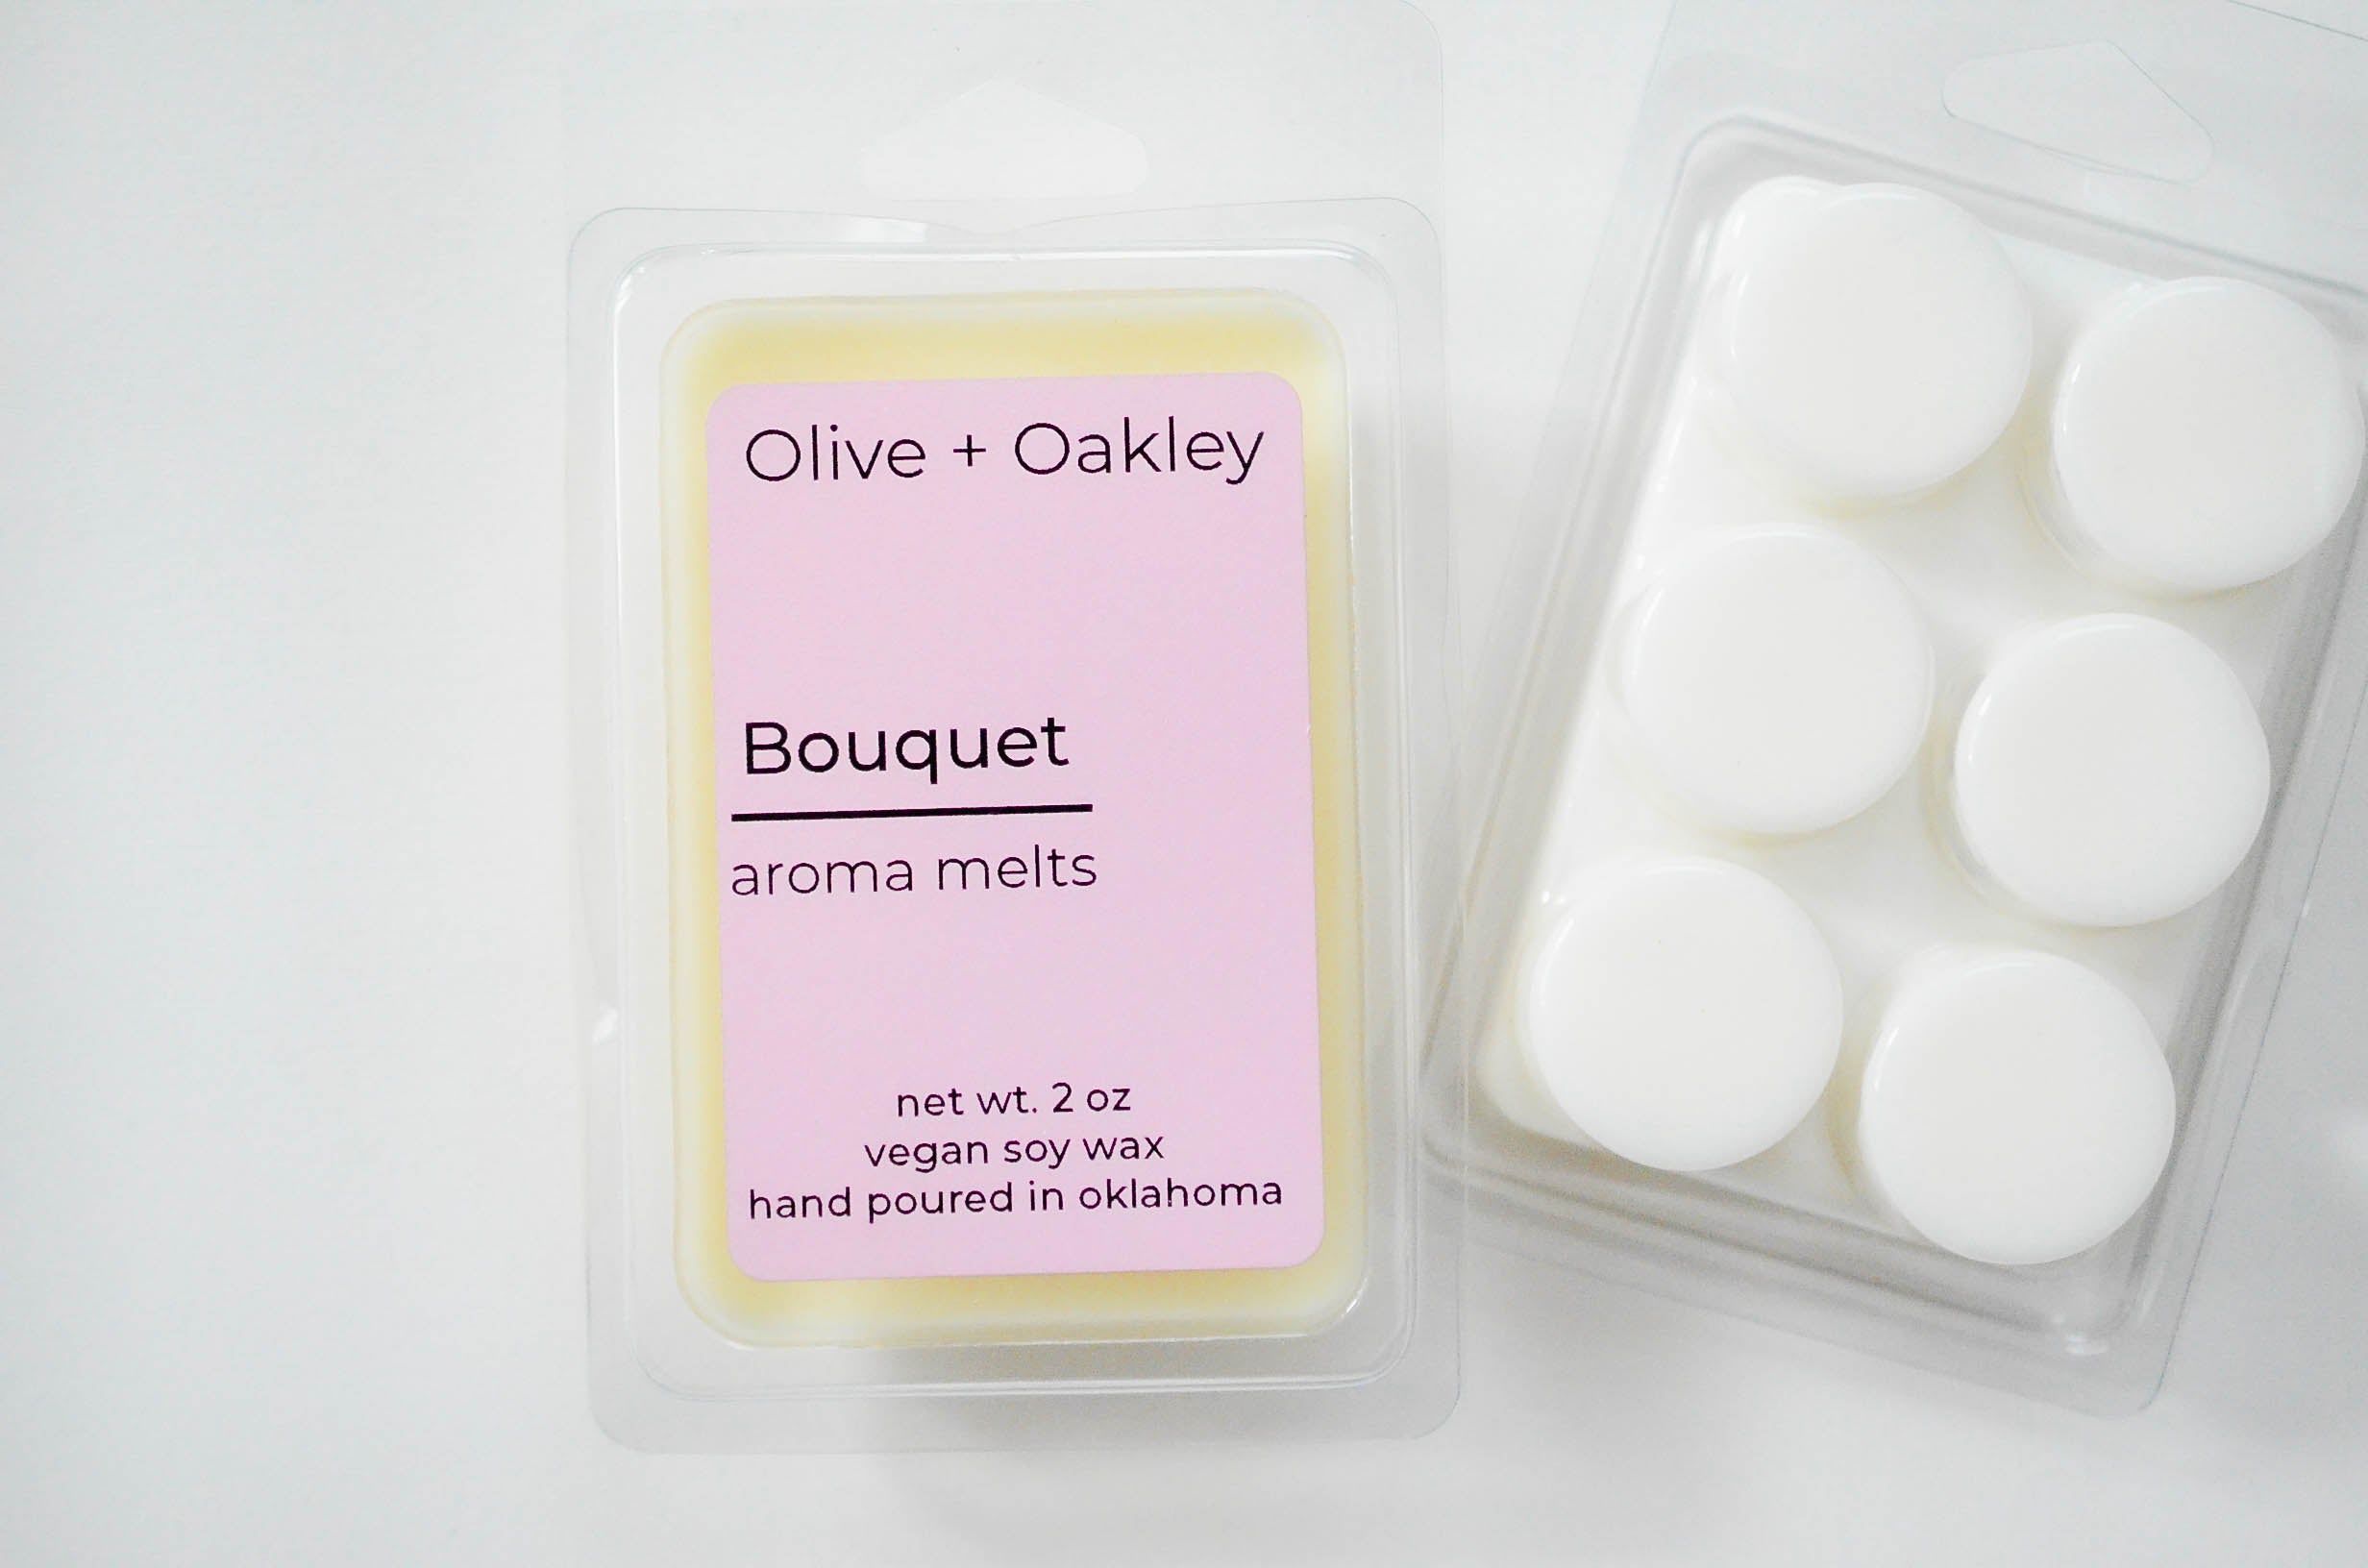 Olive + Oakley
Bouquet
aroma melts
net wt. 2 oz
vegan soy wax
hand poured in oklahoma